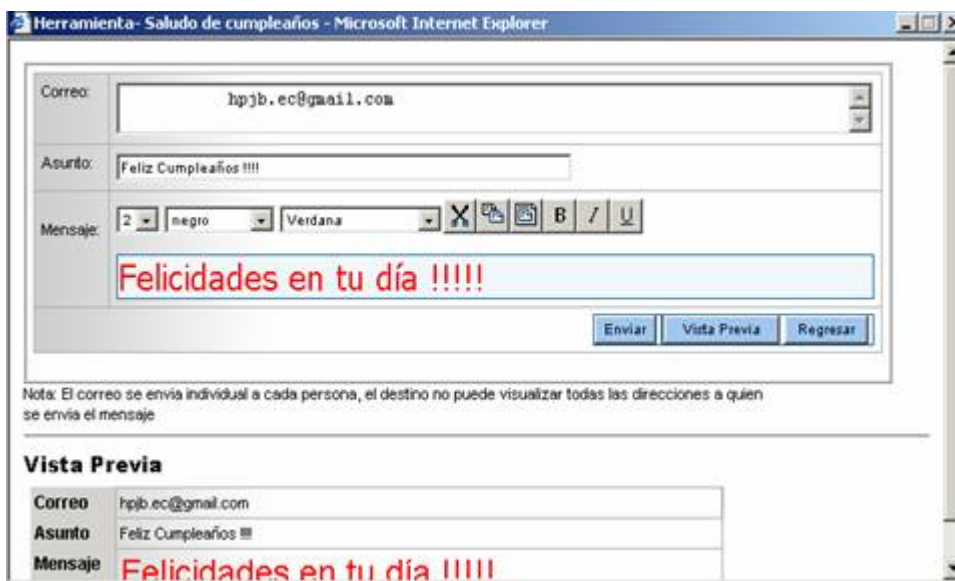 Herramienta- Saludo de cumpleaños - Microsoft Internet Explorer
Correo: hpjb.ec@gmail.com
Asunto: Feliz Cumpleaños !!!!
Mensaje: 2 negro Verdana B I U
Felicidades en tu día !!!!!
Enviar Vista Previa Regresar
Nota: El correo se envia individual a cada persona, el destino no puede visualizar todas las direcciones a quien
se envia el mensaje
Vista Previa
Correo hpjb.ec@gmail.com
Asunto Feliz Cumpleaños !!!!
Mensaje Felicidades en tu día !!!!!